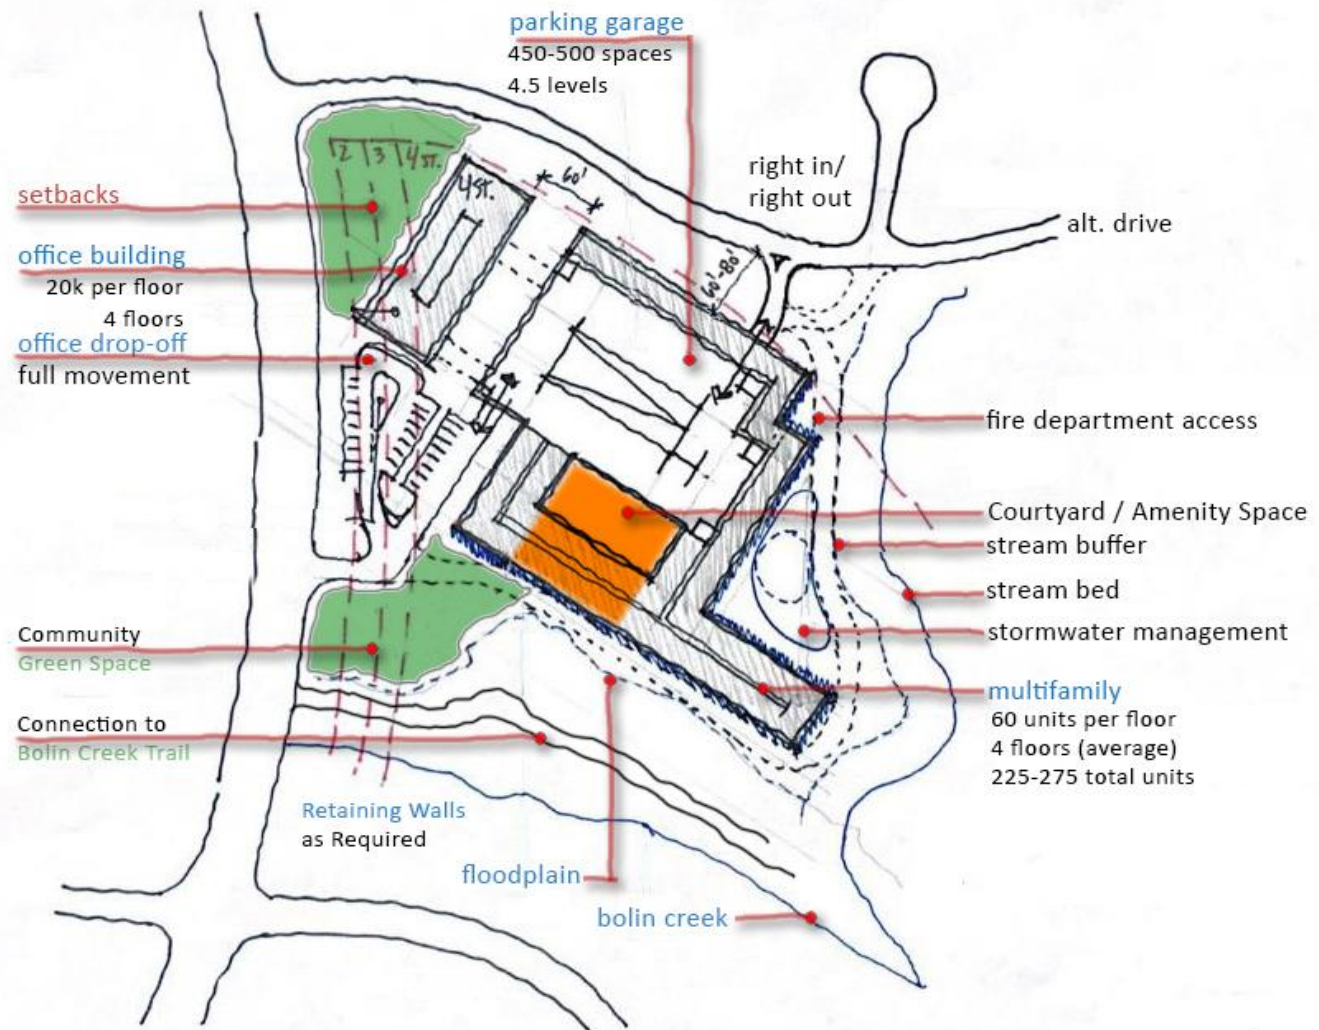 parking garage
450-500 spaces
4.5 levels
right in/
right out
alt. drive
2 3 4 ST.
4 ST.
60'
60'-80'
setbacks
office building
20k per floor
4 floors
office drop-off
full movement
fire department access
Courtyard / Amenity Space
stream buffer
stream bed
stormwater management
Community
Green Space
multifamily
60 units per floor
4 floors (average)
225-275 total units
Connection to
Bolin Creek Trail
Retaining Walls
as Required
floodplain
bolin creek